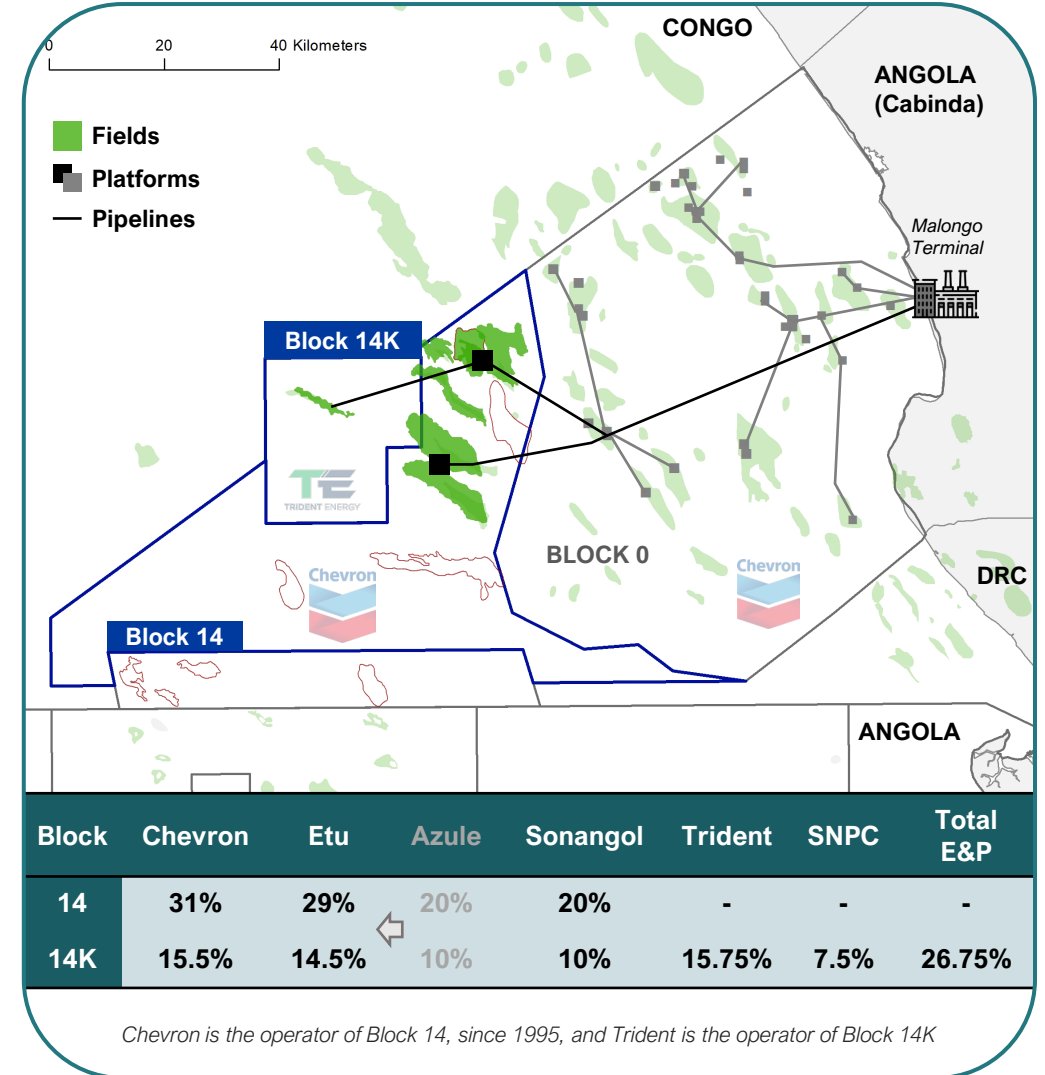 CONGO
0 20 40 Kilometers
ANGOLA
(Cabinda)
Fields
Platforms
Pipelines
Malongo
Terminal
Block 14K
TE
TRIDENT ENERGY
BLOCK 0
Chevron
Chevron
DRC
Block 14
ANGOLA
Block Chevron Etu Azule Sonangol Trident SNPC Total E&P
14 31% 29% 20% 20% - - -
14K 15.5% 14.5% 10% 10% 15.75% 7.5% 26.75%
Chevron is the operator of Block 14, since 1995, and Trident is the operator of Block 14K